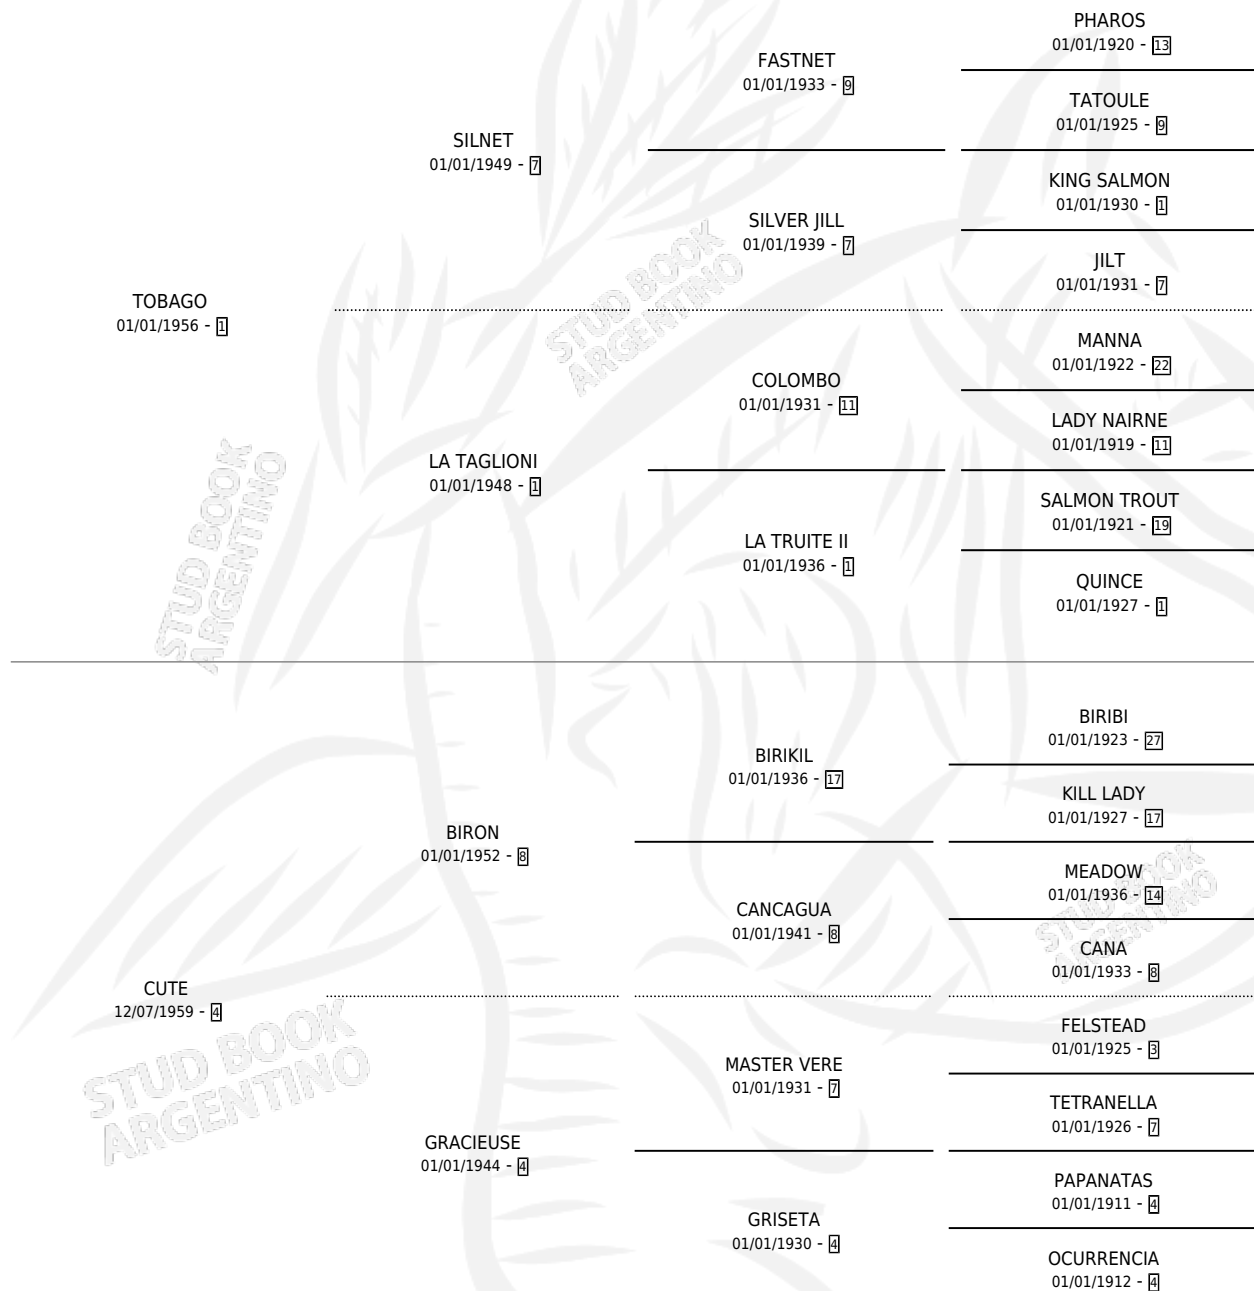 PHAROS
01/01/1920 - 13
FASTNET
01/01/1933 - 9
TATOULE
01/01/1925 - 9
SILNET
01/01/1949 - 7
KING SALMON
01/01/1930 - 1
SILVER JILL
01/01/1939 - 7
JILT
01/01/1931 - 7
TOBAGO
01/01/1956 - 1
MANNA
01/01/1922 - 22
COLOMBO
01/01/1931 - 11
LADY NAIRNE
01/01/1919 - 11
LA TAGLIONI
01/01/1948 - 1
SALMON TROUT
01/01/1921 - 19
LA TRUITE II
01/01/1936 - 1
QUINCE
01/01/1927 - 1
BIRIBI
01/01/1923 - 27
BIRIKIL
01/01/1936 - 17
KILL LADY
01/01/1927 - 17
BIRON
01/01/1952 - 8
MEADOW
01/01/1936 - 14
CANCAGUA
01/01/1941 - 8
CANA
01/01/1933 - 8
CUTE
12/07/1959 - 4
FELSTEAD
01/01/1925 - 3
MASTER VERE
01/01/1931 - 7
TETRANELLA
01/01/1926 - 7
GRACIEUSE
01/01/1944 - 4
PAPANATAS
01/01/1911 - 4
GRISETA
01/01/1930 - 4
OCURRENCIA
01/01/1912 - 4
STUD BOOK
ARGENTINO
STUD BOOK
ARGENTINO
STUD BOOK
ARGENTINO
STUD BOOK
ARGENTINO